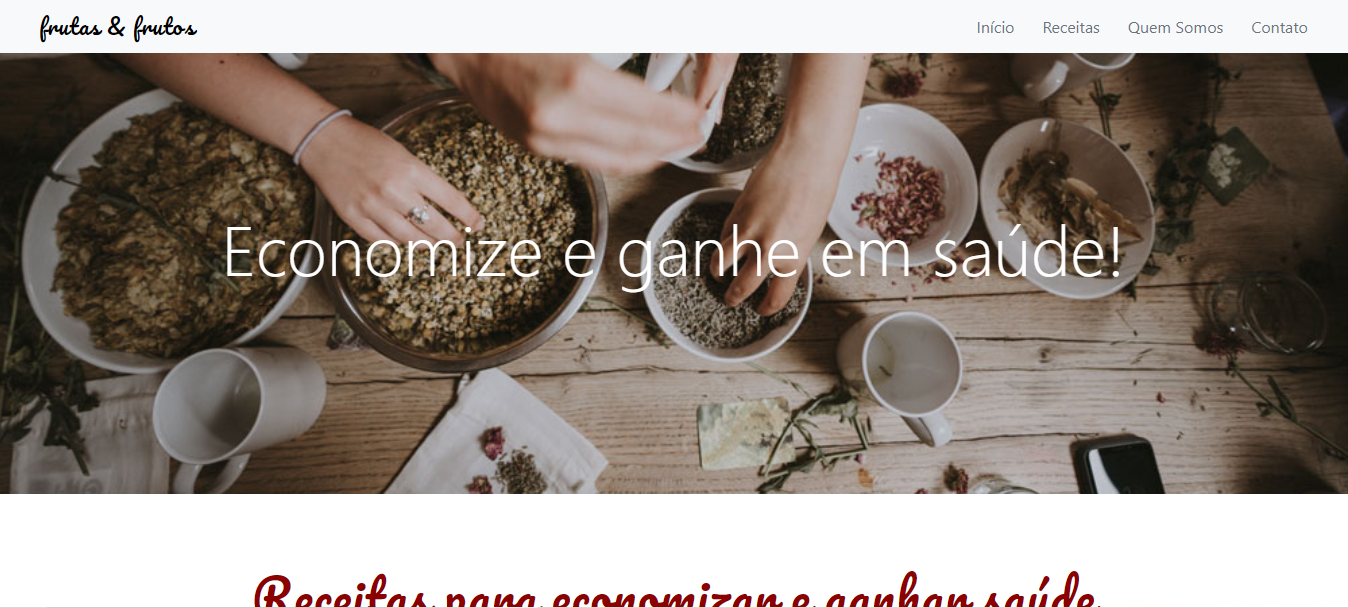 frutas & frutos
Início Receitas Quem Somos Contato
Economize e ganhe em saúde!
Receitas para economizar e ganhar saúde